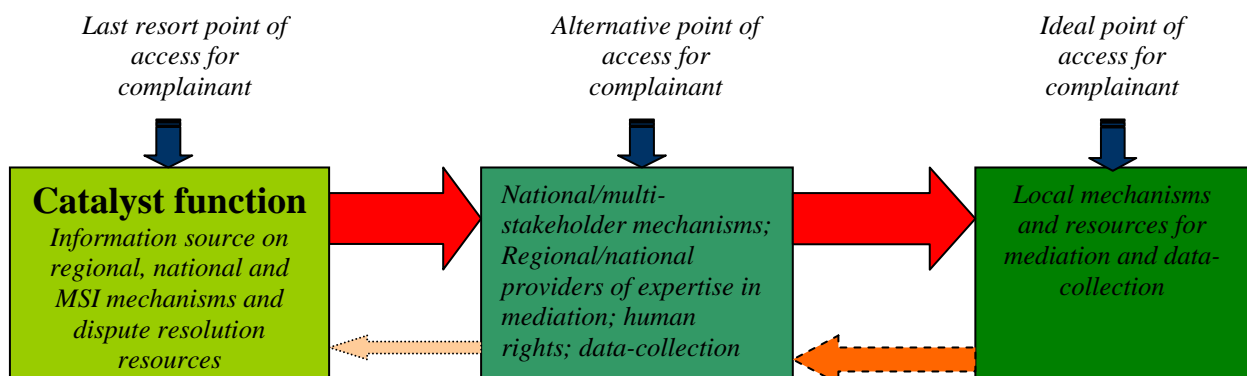 Last resort point of
access for
complainant
Alternative point of
access for
complainant
Ideal point of
access for
complainant
Catalyst function
Information source on
regional, national and
MSI mechanisms and
dispute resolution
resources
National/multi-
stakeholder mechanisms;
Regional/national
providers of expertise in
mediation; human
rights; data-collection
Local mechanisms
and resources for
mediation and data-
collection